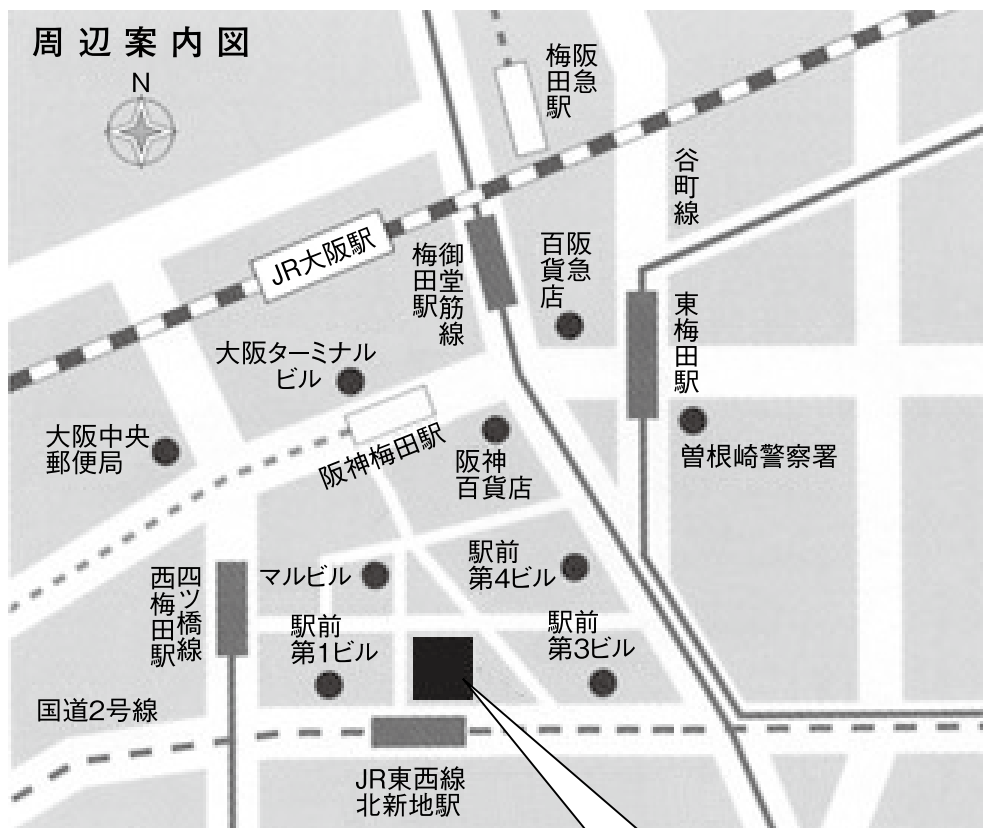 周辺案内図
N
阪急
梅田駅
谷町線
JR大阪駅
御堂筋線
梅田駅
阪急
百貨店
東梅田駅
大阪ターミナル
ビル
大阪中央
郵便局
阪神梅田駅
阪神
百貨店
曽根崎警察署
四ツ橋線
西梅田駅
マルビル
駅前
第4ビル
駅前
第1ビル
駅前
第3ビル
国道2号線
JR東西線
北新地駅